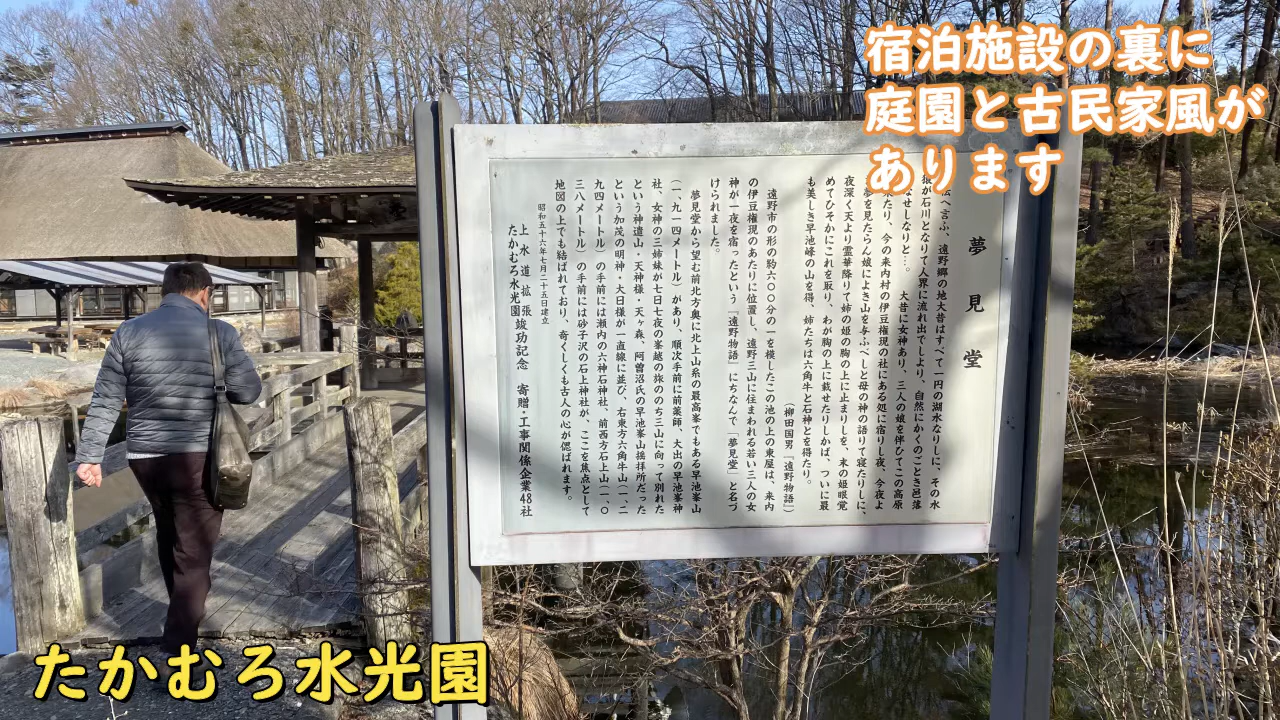 宿泊施設の裏に
庭園と古民家風が
あります
夢見堂
伝へ言ふ、遠野郷の地大昔はすべて一円の湖水なりしに、その水
猿が石川となりて人界に流れ出でしより、自然にかくのごとき邑落
なせしなりと…。 大昔に女神あり、三人の娘を伴ひてこの高原
来たり、今の来内村の伊豆権現の社にある処に宿りし夜、今夜よ
夢を見たらん娘によき山を与ふべしと母の神の語りて寝たりしに、
夜深く天より霊華降りて姉の姫の胸の上に止まりしを、末の姫眼覚
めてひそかにこれを取り、わが胸の上に載せたりしかば、つひに最
も美しき早池峰の山を得、姉たちは六角牛と石神とを得たり。
（柳田国男『遠野物語』）
遠野市の形の約六〇〇分の一を模したこの池の上の東屋は、来内
の伊豆権現のあたりに位置し、遠野三山に住まわれる若い三人の女
神が一夜を宿ったという『遠野物語』にちなんで「夢見堂」と名づ
けられました。
夢見堂から望む前北方奥に北上山系の最高峯でもある早池峯山
（一、九一四メートル）があり、順次手前に前薬師、大出の早池峯神
社、女神の三姉妹が七日七夜の峯越の旅ののち三山に向って別れた
という神遣山・天神様・天ヶ森、阿曽沼氏の早池峯山揺拝所だった
という加茂の明神・大日様が一直線に並び、右東方六角牛山（一、二
九四メートル）の手前には瀬内の六神石神社、前西方石上山（一、〇
三八メートル）の手前には砂子沢の石上神社が、ここを焦点として
地図の上でも結ばれており、奇くしくも古人の心が偲ばれます。
昭和五十六年七月二十五日建立
上水道拡張竣功記念 寄贈・工事関係企業48社
たかむろ水光園
たかむろ水光園